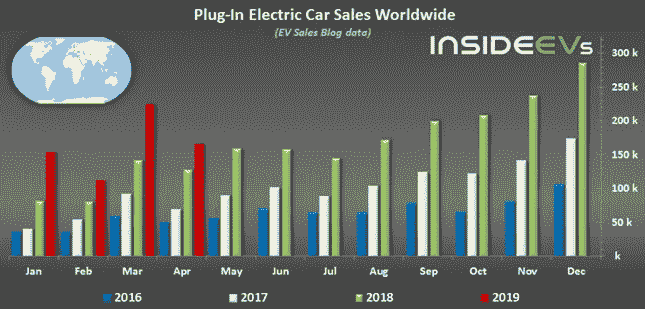 Plug-In Electric Car Sales Worldwide
(EV Sales Blog data)
INSIDEEVs
300 k
250 k
200 k
150 k
100 k
50 k
k
Jan Feb Mar Apr May Jun Jul Aug Sep Oct Nov Dec
2016 2017 2018 2019